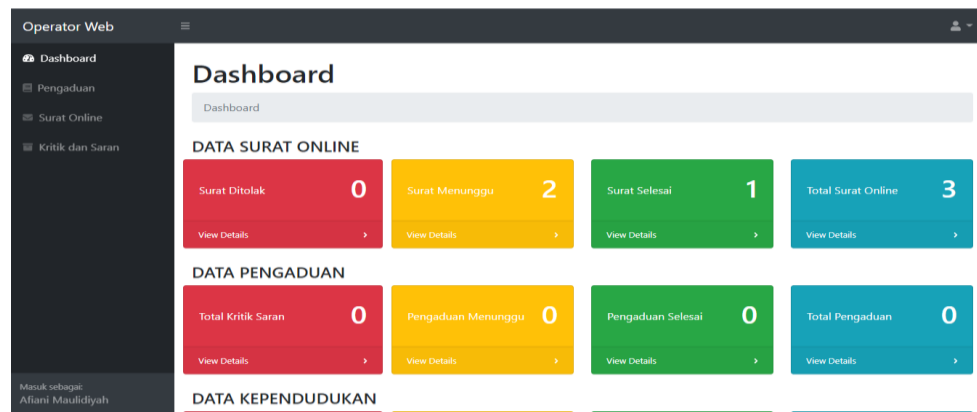 Operator Web
Dashboard
Pengaduan
Surat Online
Kritik dan Saran
Masuk sebagai:
Afiani Maulidiyah
Dashboard
Dashboard
DATA SURAT ONLINE
Surat Ditolak 0
Surat Menunggu 2
Surat Selesai 1
Total Surat Online 3
View Details
View Details
View Details
View Details
DATA PENGADUAN
Total Kritik Saran 0
Pengaduan Menunggu 0
Pengaduan Selesai 0
Total Pengaduan 0
View Details
View Details
View Details
View Details
DATA KEPENDUDUKAN